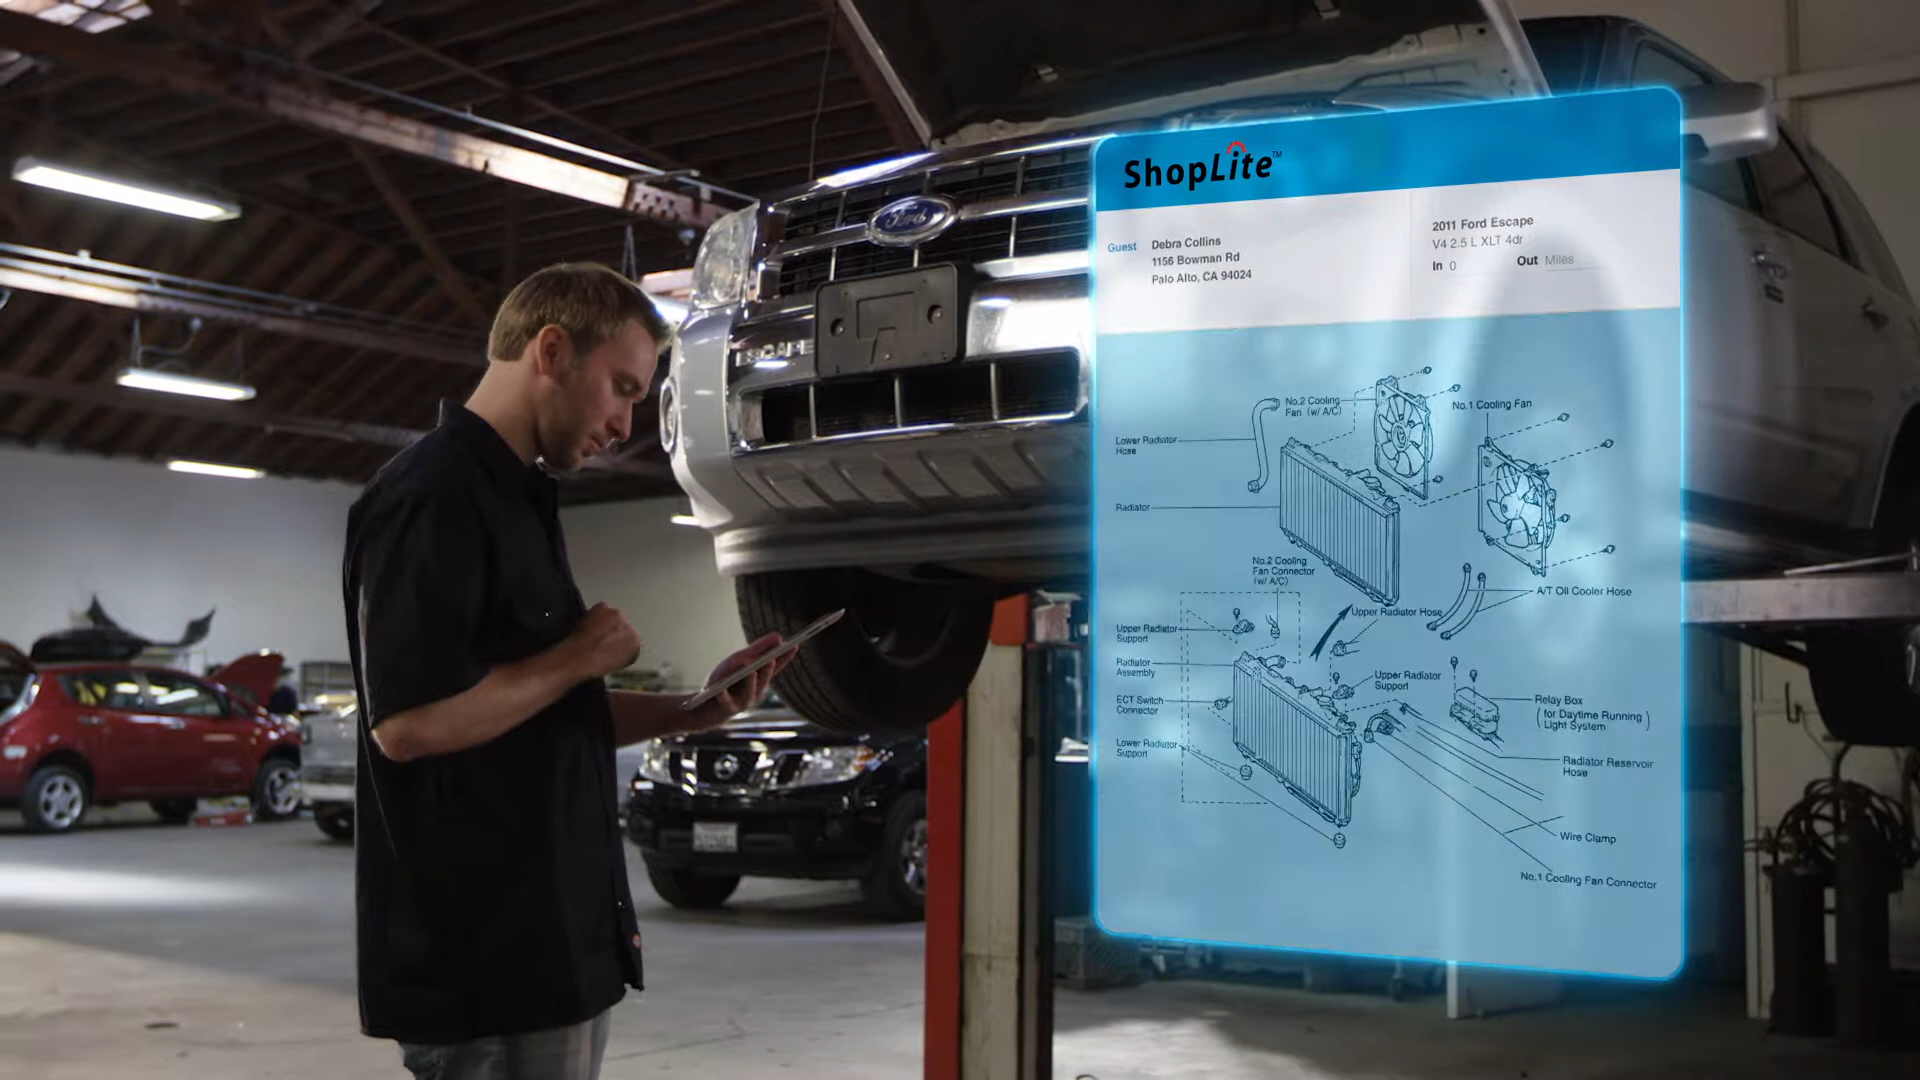 Ford
ESCAPE
ShopLite™
Guest
Debra Collins
1156 Bowman Rd
Palo Alto, CA 94024
2011 Ford Escape
V4 2.5 L XLT 4dr
In 0
Out Miles
No.2 Cooling
Fan (w/ A/C)
No.1 Cooling Fan
Lower Radiator
Hose
Radiator
No.2 Cooling
Fan Connector
(w/ A/C)
A/T Oil Cooler Hose
Upper Radiator Hose
Upper Radiator
Support
Radiator
Assembly
Upper Radiator
Support
ECT Switch
Connector
Relay Box
(for Daytime Running)
Light System
Lower Radiator
Support
Radiator Reservoir
Hose
Wire Clamp
No.1 Cooling Fan Connector